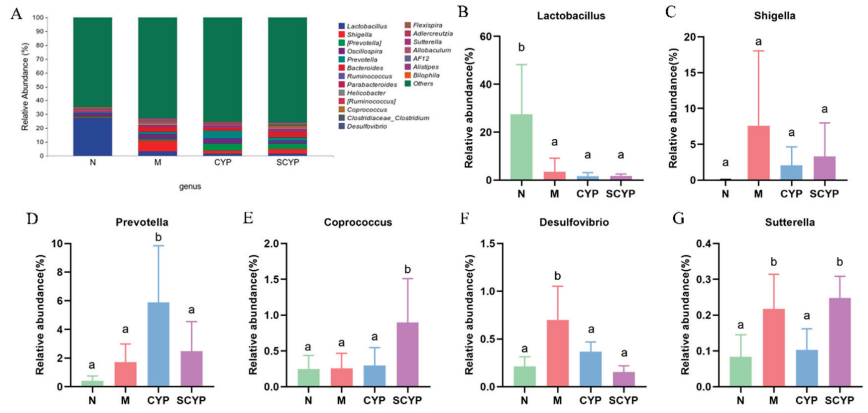 A
Relative Abundance (%)
100
90
80
70
60
50
40
30
20
10
0
N M CYP SCYP
genus
Lactobacillus
Shigella
[Prevotella]
Oscillospira
Prevotella
Bacteroides
Ruminococcus
Parabacteroides
Helicobacter
[Ruminococcus]
Coprococcus
Clostridiaceae_Clostridium
Desulfovibrio
Flexispira
Adlercreutzia
Sutterella
Allobaculum
AF12
Alistipes
Bilophila
Others
B
Lactobacillus
Relative abundance(%)
60
40
20
0
b a a a
N M CYP SCYP
C
Shigella
Relative abundance(%)
20
15
10
5
0
a a a a
N M CYP SCYP
D
Prevotella
Relative abundance(%)
10
8
6
4
2
0
a a b a
N M CYP SCYP
E
Coprococcus
Relative abundance(%)
2.0
1.5
1.0
0.5
0.0
a a a b
N M CYP SCYP
F
Desulfovibrio
Relative abundance(%)
1.5
1.0
0.5
0.0
a b a a
N M CYP SCYP
G
Sutterella
Relative abundance(%)
0.4
0.3
0.2
0.1
0.0
a b a b
N M CYP SCYP